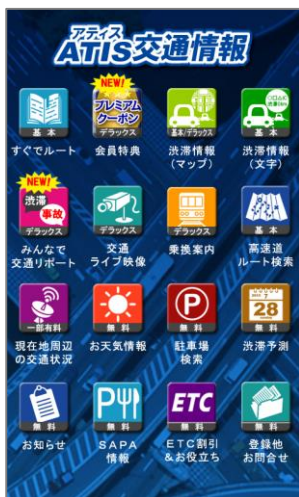 アティス
ATIS交通情報
基本
すぐでルート
NEW!
プレミアム
クーポン
デラックス
会員特典
基本/デラックス
渋滞情報
(マップ)
基本
渋滞情報
(文字)
NEW!
渋滞
事故
デラックス
みんなで
交通リポート
デラックス
交通
ライブ映像
デラックス
乗換案内
基本
高速道
ルート検索
一部有料
現在地周辺
の交通状況
無料
お天気情報
P
無料
駐車場
検索
28
無料
渋滞予測
無料
お知らせ
P
無料
SAPA
情報
ETC
無料
ETC割引
&お役立ち
無料
登録他
お問合せ